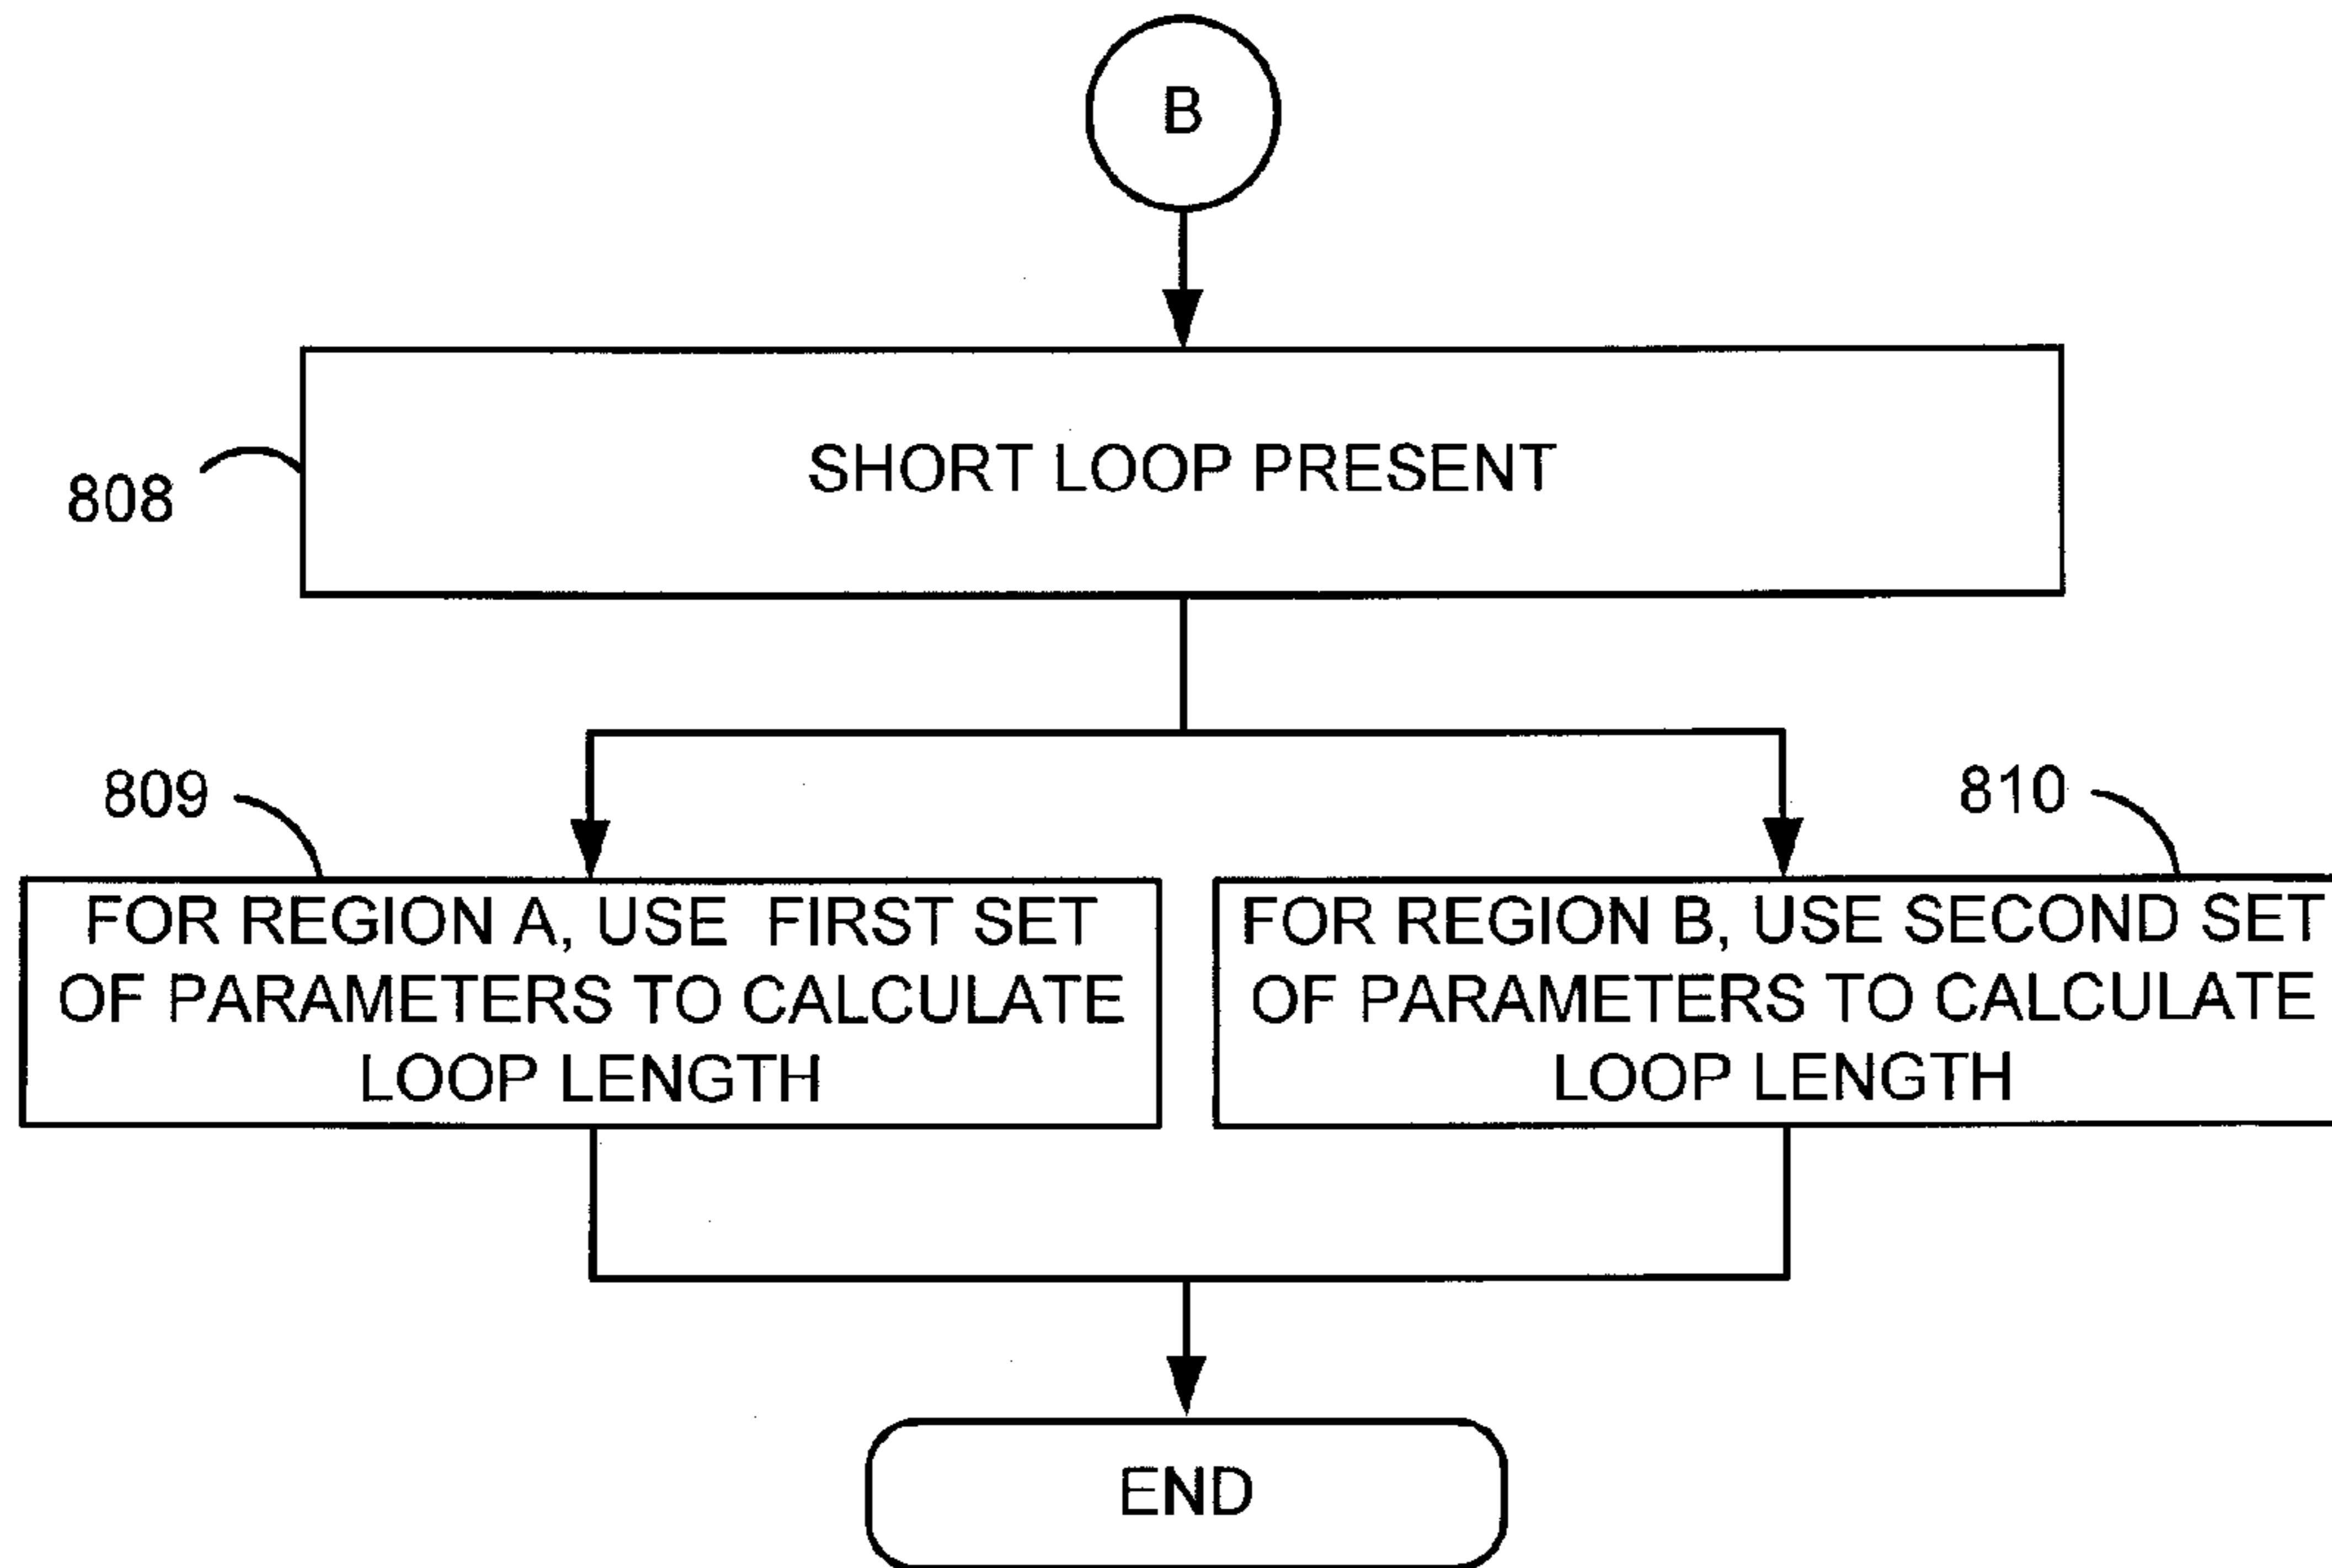 B
SHORT LOOP PRESENT
808
809
810
FOR REGION A, USE FIRST SET
OF PARAMETERS TO CALCULATE
LOOP LENGTH
FOR REGION B, USE SECOND SET
OF PARAMETERS TO CALCULATE
LOOP LENGTH
END